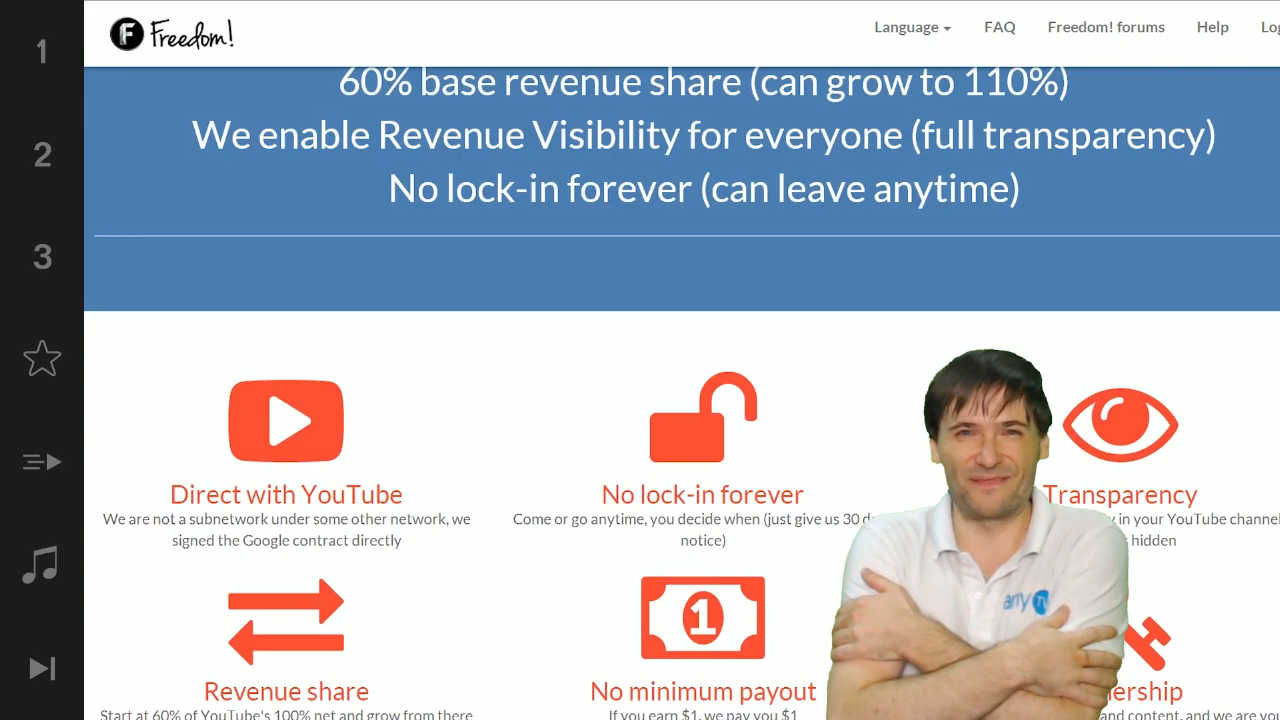 1
2
3
F Freedom!
Language
FAQ
Freedom! forums
Help
60% base revenue share (can grow to 110%)
We enable Revenue Visibility for everyone (full transparency)
No lock-in forever (can leave anytime)
Direct with YouTube
We are not a subnetwork under some other network, we
signed the Google contract directly
No lock-in forever
Come or go anytime, you decide when (just give us 30
notice)
Transparency
in your YouTube channel
hidden
Revenue share
Start at 60% of YouTube's 100% net and grow from there
1
No minimum payout
If you earn $1, we pay you $1
and content, and we are
any TV